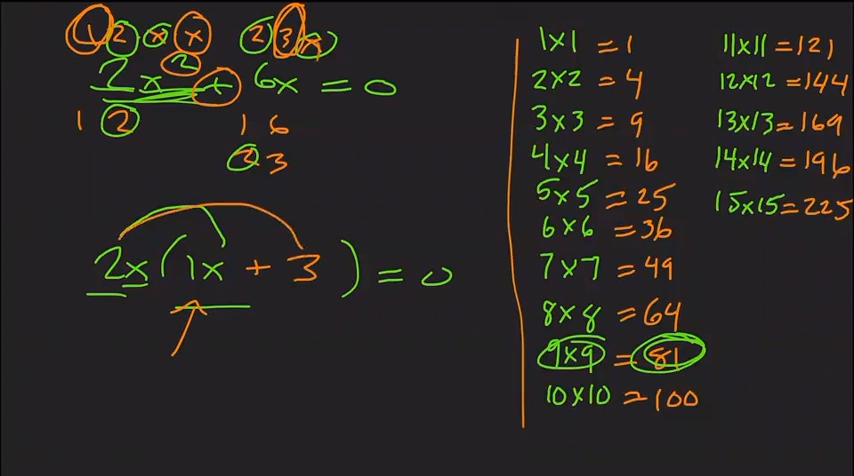 1 2 x x 2 3 x
2x² + 6x = 0
1 2 1 6
2 3
2x(1x + 3) = 0
1x1 = 1
2x2 = 4
3x3 = 9
4x4 = 16
5x5 = 25
6x6 = 36
7x7 = 49
8x8 = 64
9x9 = 81
10x10 = 100
11x11 = 121
12x12 = 144
13x13 = 169
14x14 = 196
15x15 = 225